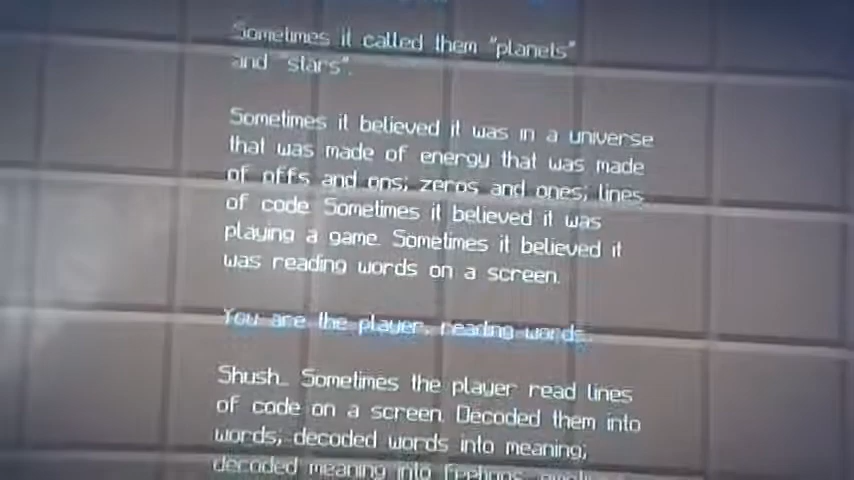 Sometimes it called them "planets"
and "stars".
Sometimes it believed it was in a universe
that was made of energy that was made
of offs and ons; zeros and ones; lines
of code. Sometimes it believed it was
playing a game. Sometimes it believed it
was reading words on a screen.
You are the player, reading words...
Shush... Sometimes the player read lines
of code on a screen. Decoded them into
words; decoded words into meaning;
decoded meaning into feelings,